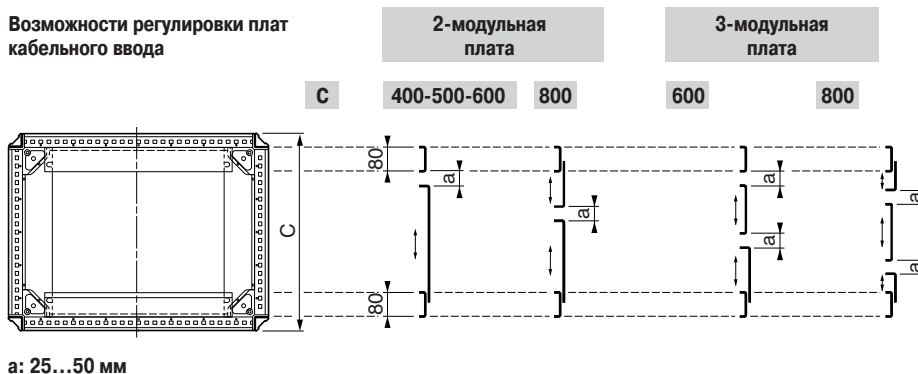 Возможности регулировки плат
кабельного ввода
2-модульная
плата
3-модульная
плата
C
400-500-600
800
600
800
80
a
a
a
a
a
a
C
80
a: 25...50 мм